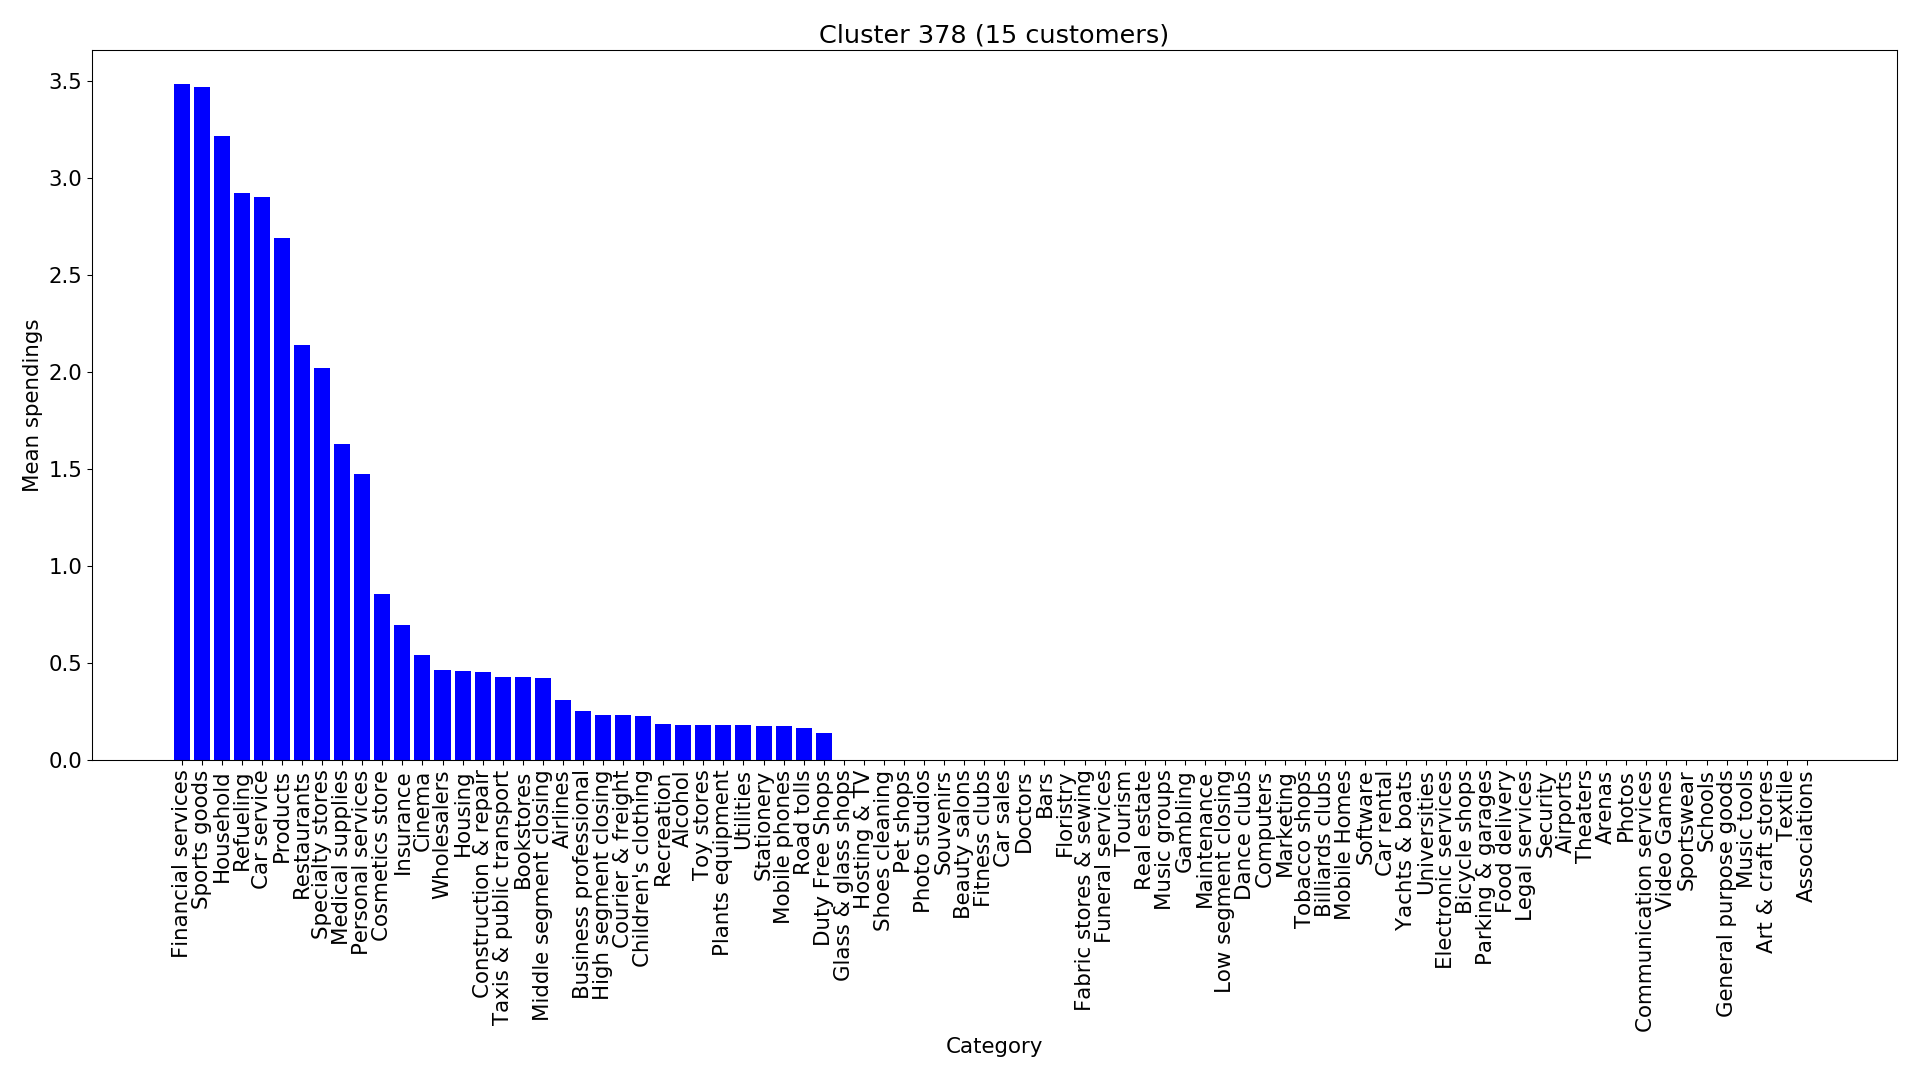 Cluster 378 (15 customers)
Mean spendings
3.5
3.0
2.5
2.0
1.5
1.0
0.5
0.0
Financial services
Sports goods
Household
Refueling
Car service
Products
Restaurants
Specialty stores
Medical supplies
Personal services
Cosmetics store
Insurance
Cinema
Wholesalers
Housing
Construction & repair
Taxis & public transport
Bookstores
Middle segment closing
Airlines
Business professional
High segment closing
Courier & freight
Children's clothing
Recreation
Alcohol
Toy stores
Plants equipment
Utilities
Stationery
Mobile phones
Road tolls
Duty Free Shops
Glass & glass shops
Hosting & TV
Shoes cleaning
Pet shops
Photo studios
Souvenirs
Beauty salons
Fitness clubs
Car sales
Doctors
Bars
Floristry
Fabric stores & sewing
Funeral services
Tourism
Real estate
Music groups
Gambling
Maintenance
Low segment closing
Dance clubs
Computers
Marketing
Tobacco shops
Billiards clubs
Mobile Homes
Software
Car rental
Yachts & boats
Universities
Electronic services
Bicycle shops
Parking & garages
Food delivery
Legal services
Security
Airports
Theaters
Arenas
Photos
Communication services
Video Games
Sportswear
Schools
General purpose goods
Music tools
Art & craft stores
Textile
Associations
Category